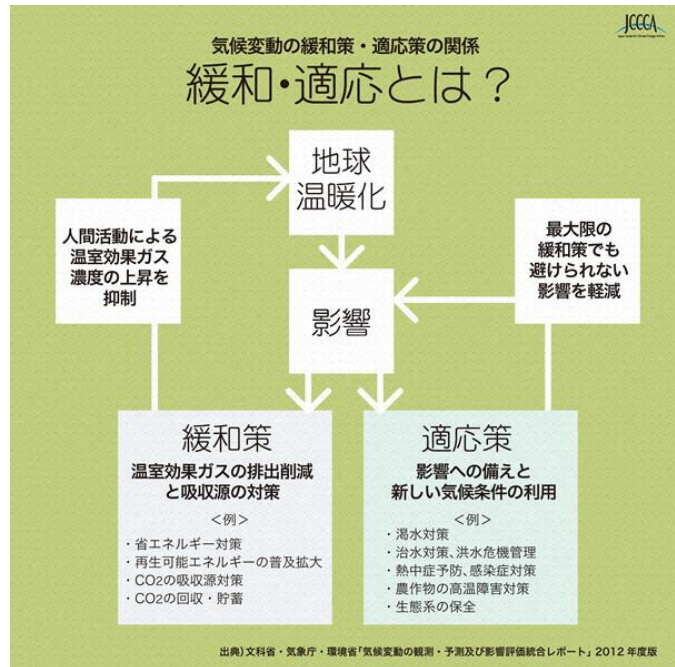 JCCCA
気候変動の緩和策・適応策の関係
緩和・適応とは？
地球
温暖化
人間活動による
温室効果ガス
濃度の上昇を
抑制
最大限の
緩和策でも
避けられない
影響を軽減
影響
緩和策
温室効果ガスの排出削減
と吸収源の対策
＜例＞
・省エネルギー対策
・再生可能エネルギーの普及拡大
・CO2の吸収源対策
・CO2の回収・貯蓄
適応策
影響への備えと
新しい気候条件の利用
＜例＞
・渇水対策
・治水対策、洪水危機管理
・熱中症予防、感染症対策
・農作物の高温障害対策
・生態系の保全
出典）文科省・気象庁・環境省「気候変動の観測・予測及び影響評価統合レポート」2012年度版